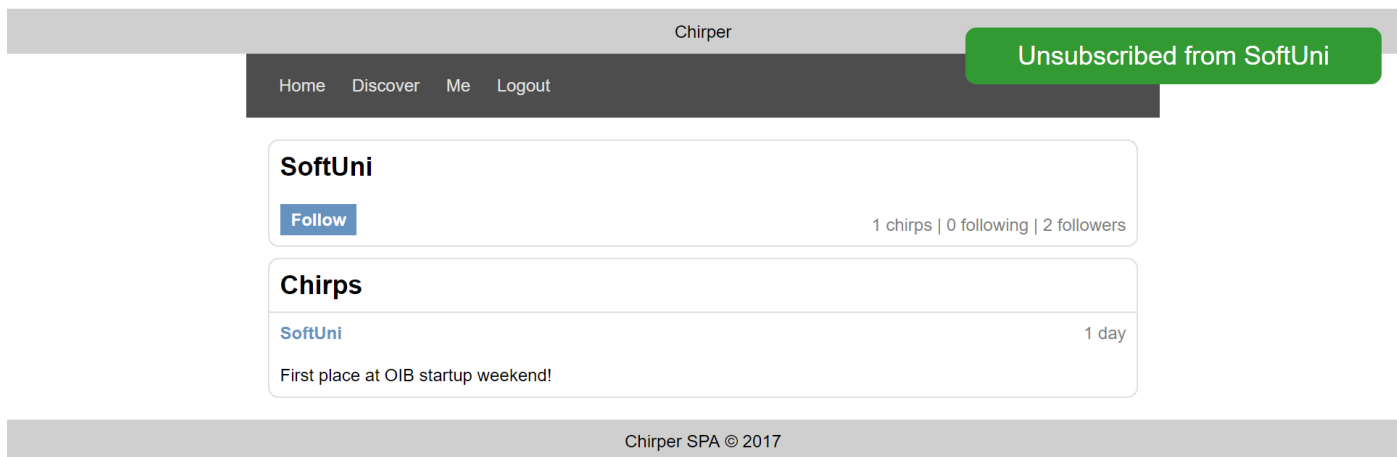 Chirper
Unsubscribed from SoftUni
Home Discover Me Logout
SoftUni
Follow
1 chirps | 0 following | 2 followers
Chirps
SoftUni
1 day
First place at OIB startup weekend!
Chirper SPA © 2017